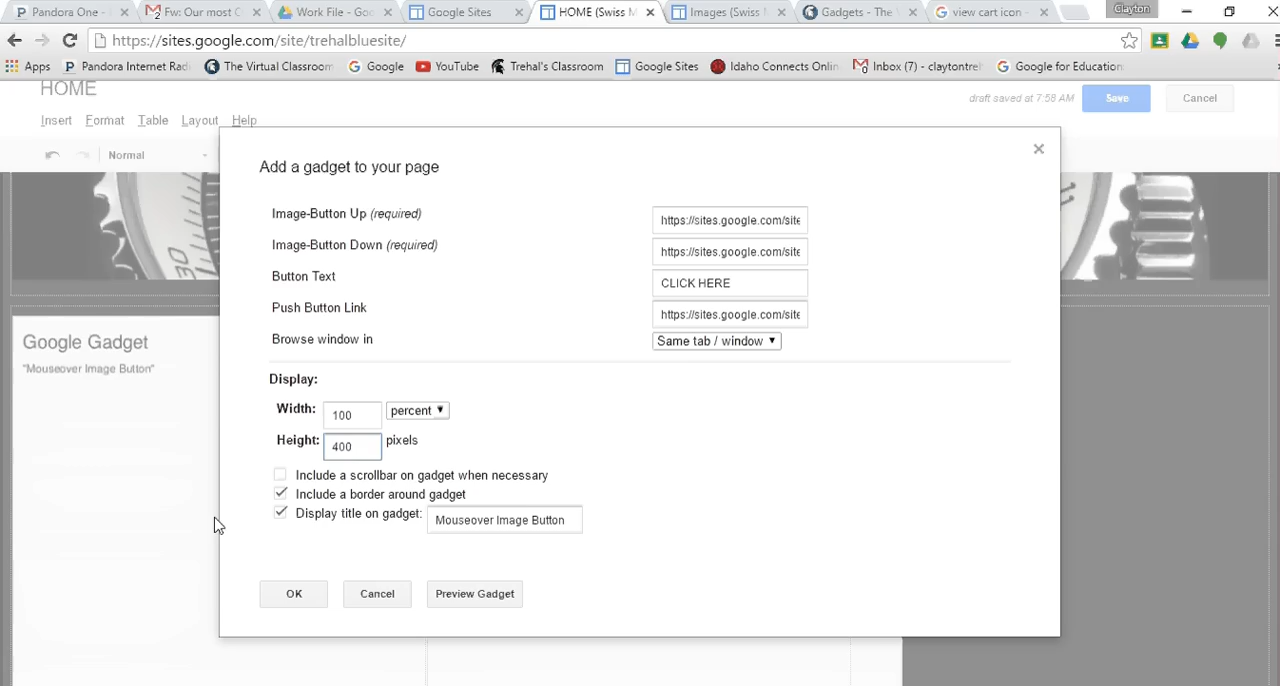 Pandora One -
Fw: Our most C
Work File - Goo
Google Sites
HOME (Swiss M
Images (Swiss M
Gadgets - The V
view cart icon -
Clayton
https://sites.google.com/site/trehalbluesite/
Apps
Pandora Internet Rad
The Virtual Classroom
Google
YouTube
Trehal's Classroom
Google Sites
Idaho Connects Onlin
Inbox (7) - claytontreh
Google for Education
HOME
draft saved at 7:58 AM
Save
Cancel
Insert
Format
Table
Layout
Help
Normal
Add a gadget to your page
Image-Button Up (required)
https://sites.google.com/site
Image-Button Down (required)
https://sites.google.com/site
Button Text
CLICK HERE
Push Button Link
https://sites.google.com/site
Browse window in
Same tab / window
Display:
Width:
100
percent
Height:
400
pixels
Include a scrollbar on gadget when necessary
Include a border around gadget
Display title on gadget:
Mouseover Image Button
OK
Cancel
Preview Gadget
30
Google Gadget
"Mouseover Image Button"